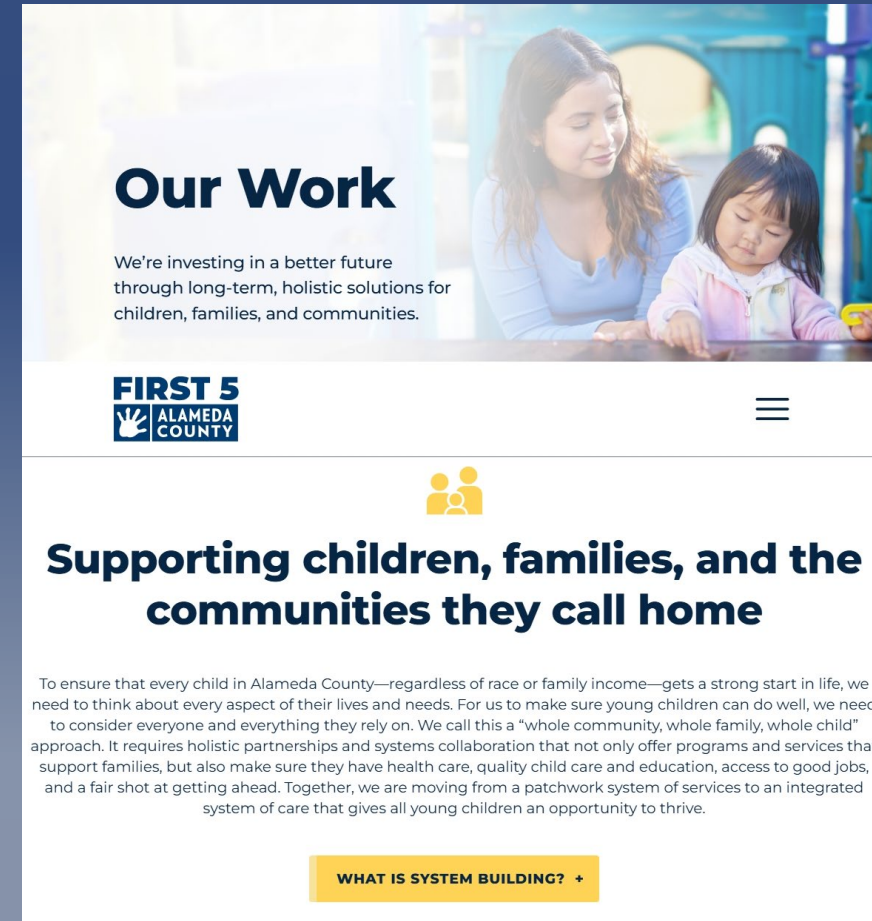 Our Work
We’re investing in a better future
through long-term, holistic solutions for
children, families, and communities.
FIRST 5
ALAMEDA
COUNTY
Supporting children, families, and the
communities they call home
To ensure that every child in Alameda County—regardless of race or family income—gets a strong start in life, we
need to think about every aspect of their lives and needs. For us to make sure young children can do well, we need
to consider everyone and everything they rely on. We call this a “whole community, whole family, whole child”
approach. It requires holistic partnerships and systems collaboration that not only offer programs and services tha
support families, but also make sure they have health care, quality child care and education, access to good jobs,
and a fair shot at getting ahead. Together, we are moving from a patchwork system of services to an integrated
system of care that gives all young children an opportunity to thrive.
WHAT IS SYSTEM BUILDING? +